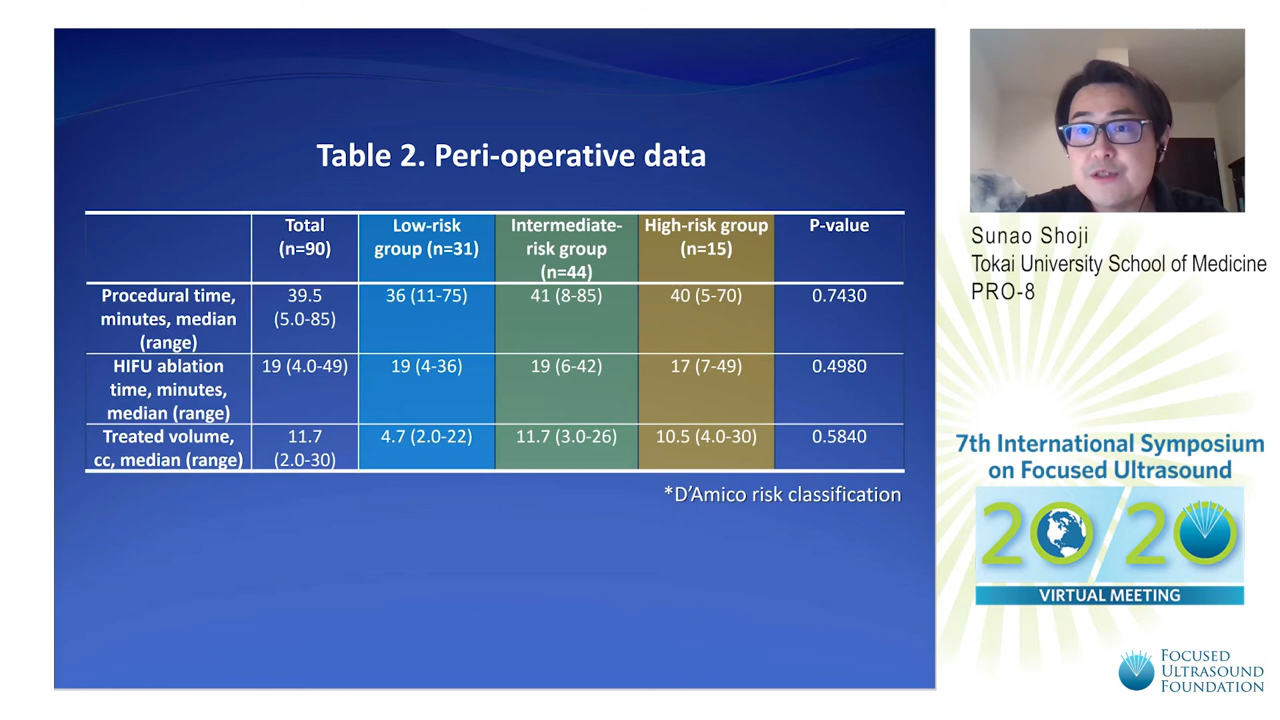 Table 2. Peri-operative data
Total
(n=90)
Low-risk
group (n=31)
Intermediate-
risk group
(n=44)
High-risk group
(n=15)
P-value
Procedural time,
minutes, median
(range)
39.5
(5.0-85)
36 (11-75)
41 (8-85)
40 (5-70)
0.7430
HIFU ablation
time, minutes,
median (range)
19 (4.0-49)
19 (4-36)
19 (6-42)
17 (7-49)
0.4980
Treated volume,
cc, median (range)
11.7
(2.0-30)
4.7 (2.0-22)
11.7 (3.0-26)
10.5 (4.0-30)
0.5840
*D’Amico risk classification
Sunao Shoji
Tokai University School of Medicine
PRO-8
7th International Symposium
on Focused Ultrasound
20/20
VIRTUAL MEETING
FOCUSED
ULTRASOUND
FOUNDATION